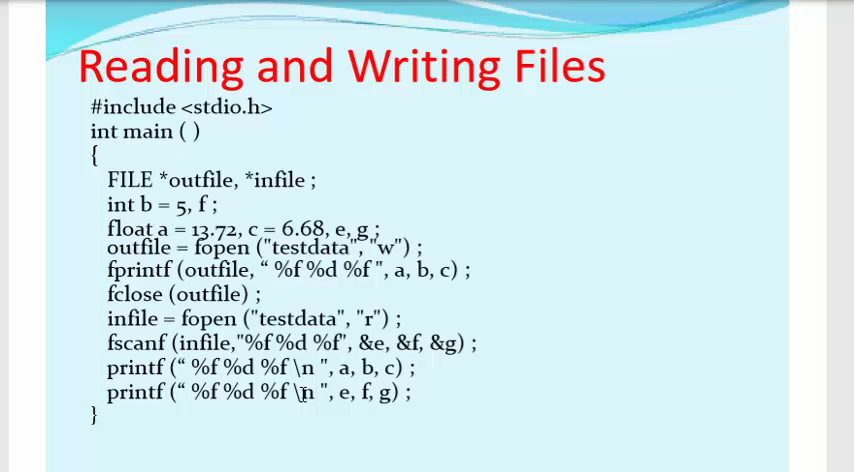 Reading and Writing Files
#include <stdio.h>
int main ( )
{
FILE *outfile, *infile ;
int b = 5, f ;
float a = 13.72, c = 6.68, e, g ;
outfile = fopen ("testdata", "w") ;
fprintf (outfile, “ %f %d %f ", a, b, c) ;
fclose (outfile) ;
infile = fopen ("testdata", "r") ;
fscanf (infile,"%f %d %f", &e, &f, &g) ;
printf (“ %f %d %f \n ", a, b, c) ;
printf (“ %f %d %f \n ", e, f, g) ;
}